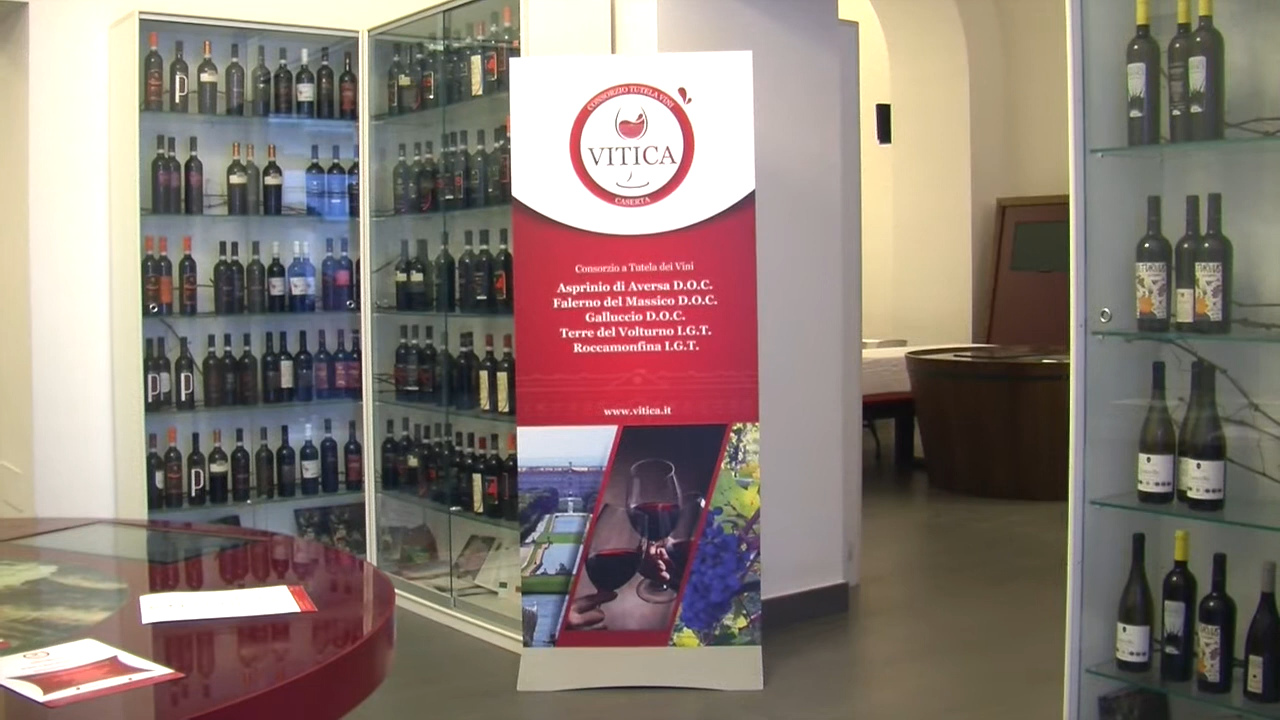 CONSORZIO TUTELA VINI
VITICA
CASERTA
Consorzio a Tutela dei Vini
Asprinio di Aversa D.O.C.
Falerno del Massico D.O.C.
Galluccio D.O.C.
Terre del Volturno I.G.T.
Roccamonfina I.G.T.
www.vitica.it
P
P
P
P